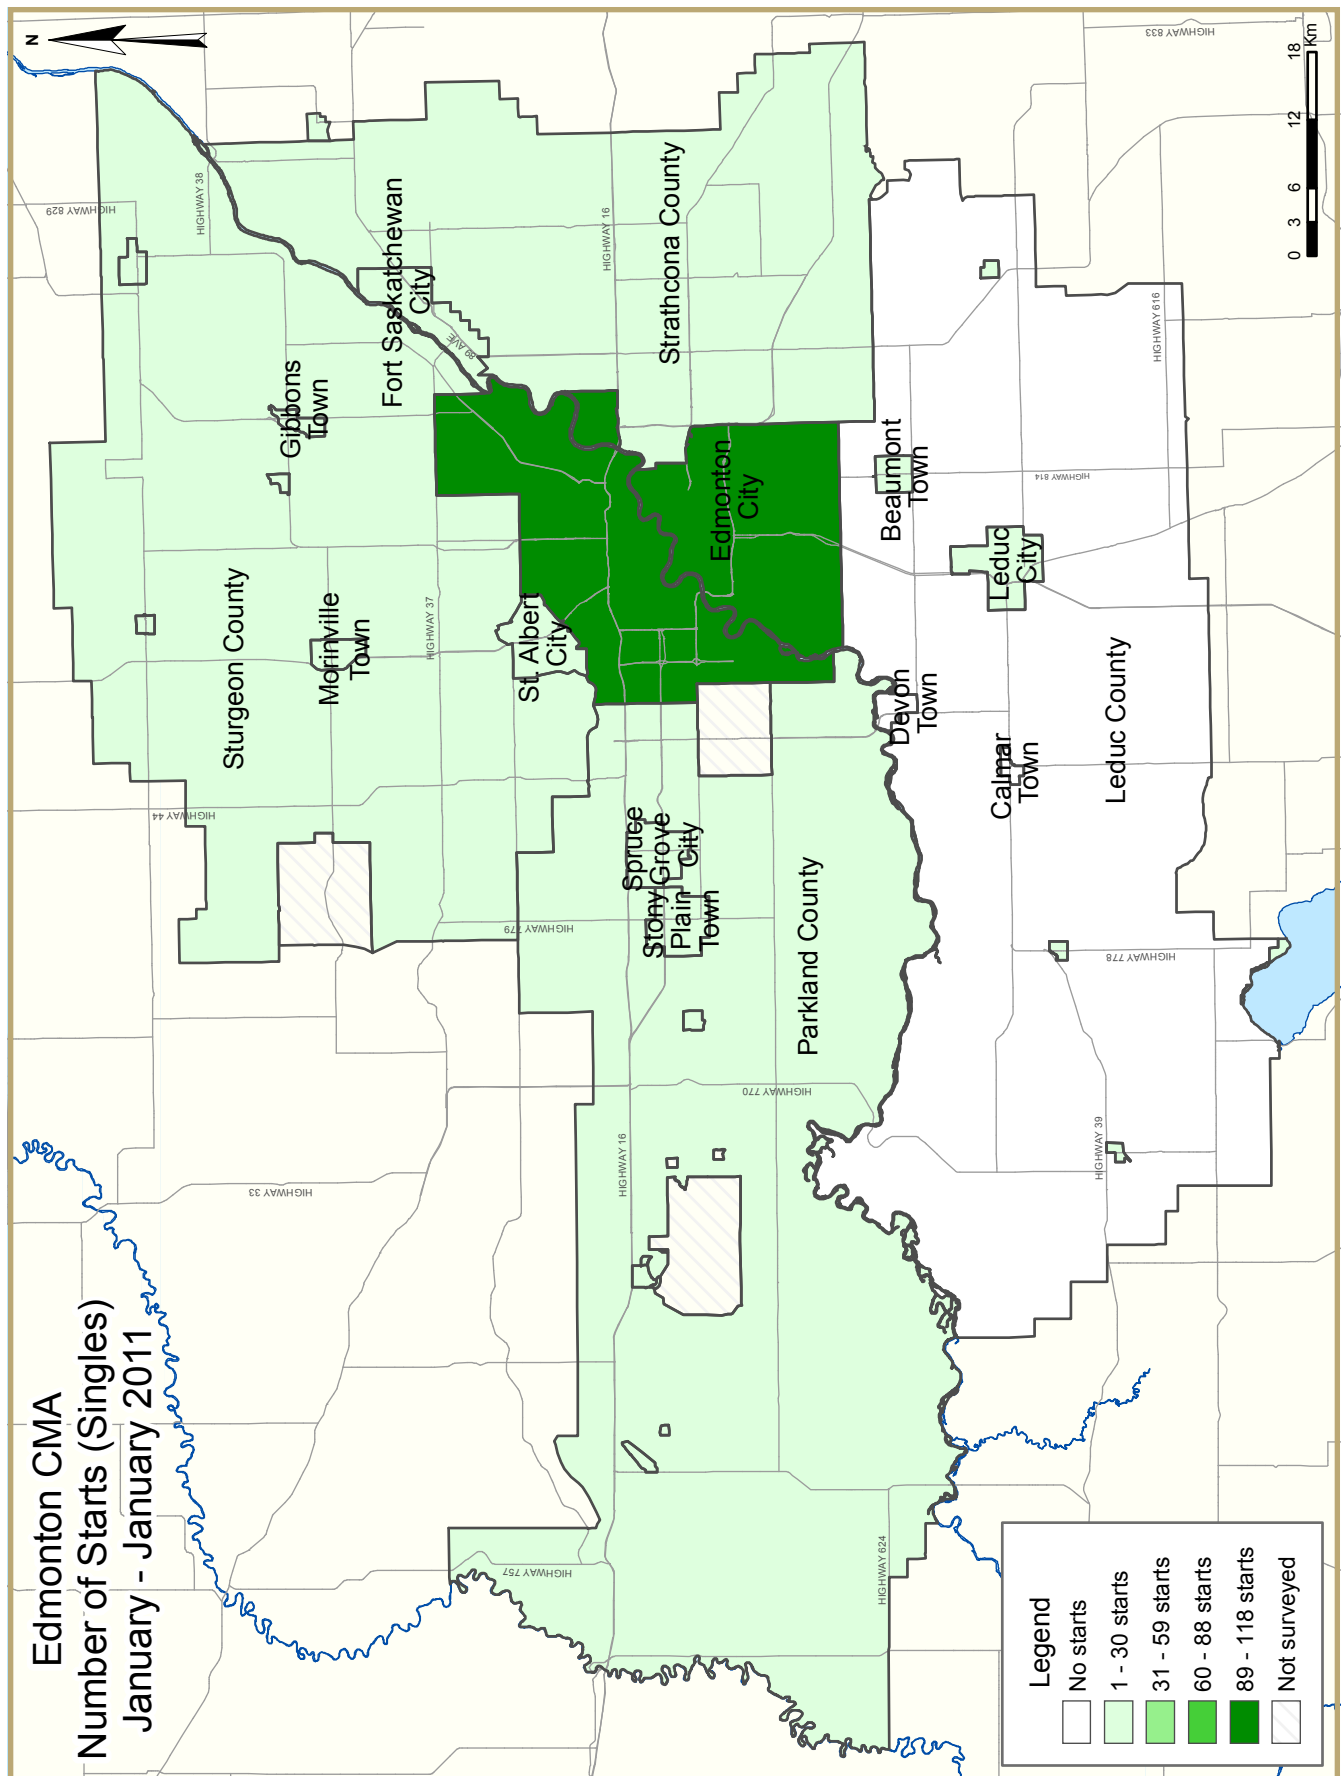 Edmonton CMA
Number of Starts (Singles)
January - January 2011
N
HIGHWAY 829
HIGHWAY 38
HIGHWAY 833
HIGHWAY 44
HIGHWAY 37
HIGHWAY 33
HIGHWAY 779
HIGHWAY 757
HIGHWAY 16
HIGHWAY 16
HIGHWAY 770
HIGHWAY 624
HIGHWAY 814
HIGHWAY 616
HIGHWAY 778
HIGHWAY 39
89 AVE
Sturgeon County
Gibbons
Town
Morinville
Town
Fort Saskatchewan
City
St. Albert
City
Strathcona County
Edmonton
City
Spruce
Grove
City
Stony
Plain
Town
Parkland County
Beaumont
Town
Devon
Town
Leduc
City
Calmar
Town
Leduc County
Legend
No starts
1 - 30 starts
31 - 59 starts
60 - 88 starts
89 - 118 starts
Not surveyed
0 3 6 12 18
Km